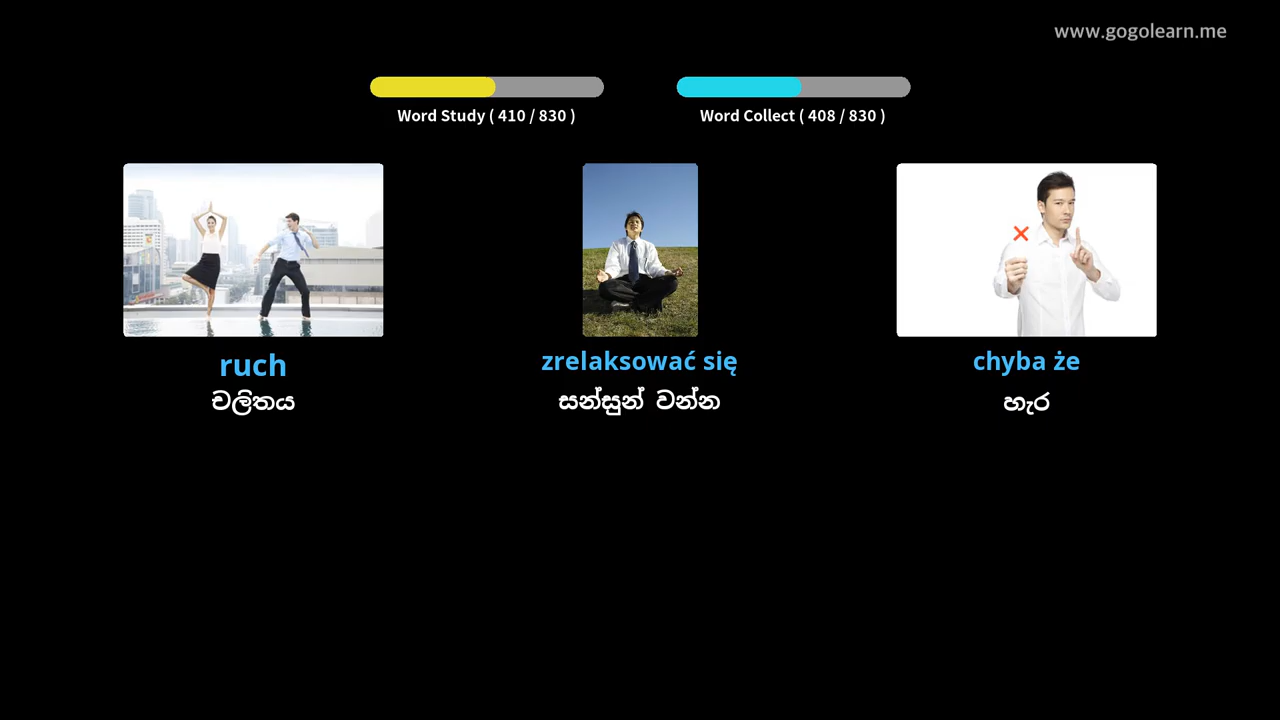 www.gogolearn.me
Word Study ( 410 / 830 )
Word Collect ( 408 / 830 )
ruch
zrelaksować się
chyba że
චලිතය
සන්සුන් වන්න
හැර